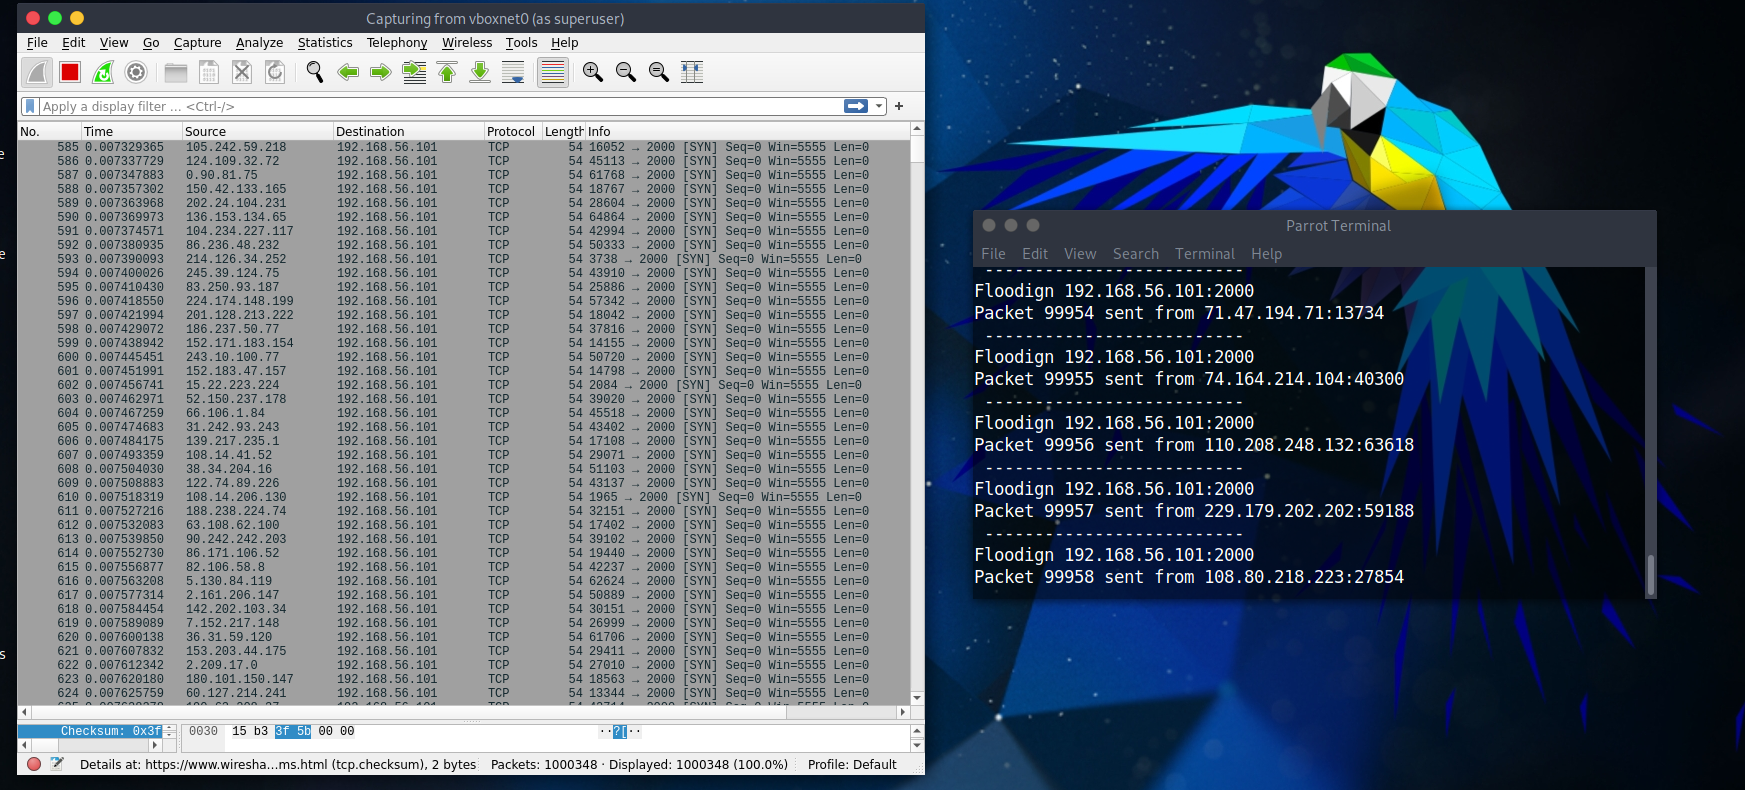 Capturing from vboxnet0 (as superuser)
File Edit View Go Capture Analyze Statistics Telephony Wireless Tools Help
Apply a display filter ... <Ctrl-/>
No. Time Source Destination Protocol Length Info
585 0.007329365 105.242.59.218 192.168.56.101 TCP 54 16052 → 2000 [SYN] Seq=0 Win=5555 Len=0
586 0.007337729 124.109.32.72 192.168.56.101 TCP 54 45113 → 2000 [SYN] Seq=0 Win=5555 Len=0
587 0.007347883 0.90.81.75 192.168.56.101 TCP 54 61768 → 2000 [SYN] Seq=0 Win=5555 Len=0
588 0.007357302 150.42.133.165 192.168.56.101 TCP 54 18767 → 2000 [SYN] Seq=0 Win=5555 Len=0
589 0.007363968 202.24.104.231 192.168.56.101 TCP 54 28604 → 2000 [SYN] Seq=0 Win=5555 Len=0
590 0.007369973 136.153.134.65 192.168.56.101 TCP 54 64864 → 2000 [SYN] Seq=0 Win=5555 Len=0
591 0.007374571 104.234.227.117 192.168.56.101 TCP 54 42994 → 2000 [SYN] Seq=0 Win=5555 Len=0
592 0.007380935 86.236.48.232 192.168.56.101 TCP 54 50333 → 2000 [SYN] Seq=0 Win=5555 Len=0
593 0.007390093 214.126.34.252 192.168.56.101 TCP 54 3738 → 2000 [SYN] Seq=0 Win=5555 Len=0
594 0.007400026 245.39.124.75 192.168.56.101 TCP 54 43910 → 2000 [SYN] Seq=0 Win=5555 Len=0
595 0.007410430 83.250.93.187 192.168.56.101 TCP 54 25886 → 2000 [SYN] Seq=0 Win=5555 Len=0
596 0.007418550 224.174.148.199 192.168.56.101 TCP 54 57342 → 2000 [SYN] Seq=0 Win=5555 Len=0
597 0.007421994 201.128.213.222 192.168.56.101 TCP 54 18042 → 2000 [SYN] Seq=0 Win=5555 Len=0
598 0.007429072 186.237.50.77 192.168.56.101 TCP 54 37816 → 2000 [SYN] Seq=0 Win=5555 Len=0
599 0.007438942 152.171.183.154 192.168.56.101 TCP 54 14155 → 2000 [SYN] Seq=0 Win=5555 Len=0
600 0.007445451 243.10.100.77 192.168.56.101 TCP 54 50720 → 2000 [SYN] Seq=0 Win=5555 Len=0
601 0.007451991 152.183.47.157 192.168.56.101 TCP 54 14798 → 2000 [SYN] Seq=0 Win=5555 Len=0
602 0.007456741 15.22.223.224 192.168.56.101 TCP 54 2084 → 2000 [SYN] Seq=0 Win=5555 Len=0
603 0.007462971 52.150.237.178 192.168.56.101 TCP 54 39020 → 2000 [SYN] Seq=0 Win=5555 Len=0
604 0.007467259 66.106.1.84 192.168.56.101 TCP 54 45518 → 2000 [SYN] Seq=0 Win=5555 Len=0
605 0.007474683 31.242.93.243 192.168.56.101 TCP 54 43402 → 2000 [SYN] Seq=0 Win=5555 Len=0
606 0.007484175 139.217.235.1 192.168.56.101 TCP 54 17108 → 2000 [SYN] Seq=0 Win=5555 Len=0
607 0.007493359 108.14.41.52 192.168.56.101 TCP 54 29071 → 2000 [SYN] Seq=0 Win=5555 Len=0
608 0.007504030 38.34.204.16 192.168.56.101 TCP 54 51103 → 2000 [SYN] Seq=0 Win=5555 Len=0
609 0.007508883 122.74.89.226 192.168.56.101 TCP 54 43137 → 2000 [SYN] Seq=0 Win=5555 Len=0
610 0.007518319 108.14.206.130 192.168.56.101 TCP 54 1965 → 2000 [SYN] Seq=0 Win=5555 Len=0
611 0.007527216 188.238.224.74 192.168.56.101 TCP 54 32151 → 2000 [SYN] Seq=0 Win=5555 Len=0
612 0.007532083 63.108.62.100 192.168.56.101 TCP 54 17402 → 2000 [SYN] Seq=0 Win=5555 Len=0
613 0.007539850 90.242.242.203 192.168.56.101 TCP 54 39102 → 2000 [SYN] Seq=0 Win=5555 Len=0
614 0.007552730 86.171.106.52 192.168.56.101 TCP 54 19440 → 2000 [SYN] Seq=0 Win=5555 Len=0
615 0.007556877 82.106.58.8 192.168.56.101 TCP 54 42237 → 2000 [SYN] Seq=0 Win=5555 Len=0
616 0.007563208 5.130.84.119 192.168.56.101 TCP 54 62624 → 2000 [SYN] Seq=0 Win=5555 Len=0
617 0.007577314 2.161.206.147 192.168.56.101 TCP 54 50889 → 2000 [SYN] Seq=0 Win=5555 Len=0
618 0.007584454 142.202.103.34 192.168.56.101 TCP 54 30151 → 2000 [SYN] Seq=0 Win=5555 Len=0
619 0.007589089 7.152.217.148 192.168.56.101 TCP 54 26999 → 2000 [SYN] Seq=0 Win=5555 Len=0
620 0.007600138 36.31.59.120 192.168.56.101 TCP 54 61706 → 2000 [SYN] Seq=0 Win=5555 Len=0
621 0.007607832 153.203.44.175 192.168.56.101 TCP 54 29411 → 2000 [SYN] Seq=0 Win=5555 Len=0
622 0.007612342 2.209.17.0 192.168.56.101 TCP 54 27010 → 2000 [SYN] Seq=0 Win=5555 Len=0
623 0.007620180 180.101.150.147 192.168.56.101 TCP 54 18563 → 2000 [SYN] Seq=0 Win=5555 Len=0
624 0.007625759 60.127.214.241 192.168.56.101 TCP 54 13344 → 2000 [SYN] Seq=0 Win=5555 Len=0
Checksum: 0x3f 0030 15 b3 3f 5b 00 00 ··?[··
Details at: https://www.wiresha…ms.html (tcp.checksum), 2 bytes Packets: 1000348 · Displayed: 1000348 (100.0%) Profile: Default
Parrot Terminal
File Edit View Search Terminal Help
--------------------------
Floodign 192.168.56.101:2000
Packet 99954 sent from 71.47.194.71:13734
--------------------------
Floodign 192.168.56.101:2000
Packet 99955 sent from 74.164.214.104:40300
--------------------------
Floodign 192.168.56.101:2000
Packet 99956 sent from 110.208.248.132:63618
--------------------------
Floodign 192.168.56.101:2000
Packet 99957 sent from 229.179.202.202:59188
--------------------------
Floodign 192.168.56.101:2000
Packet 99958 sent from 108.80.218.223:27854